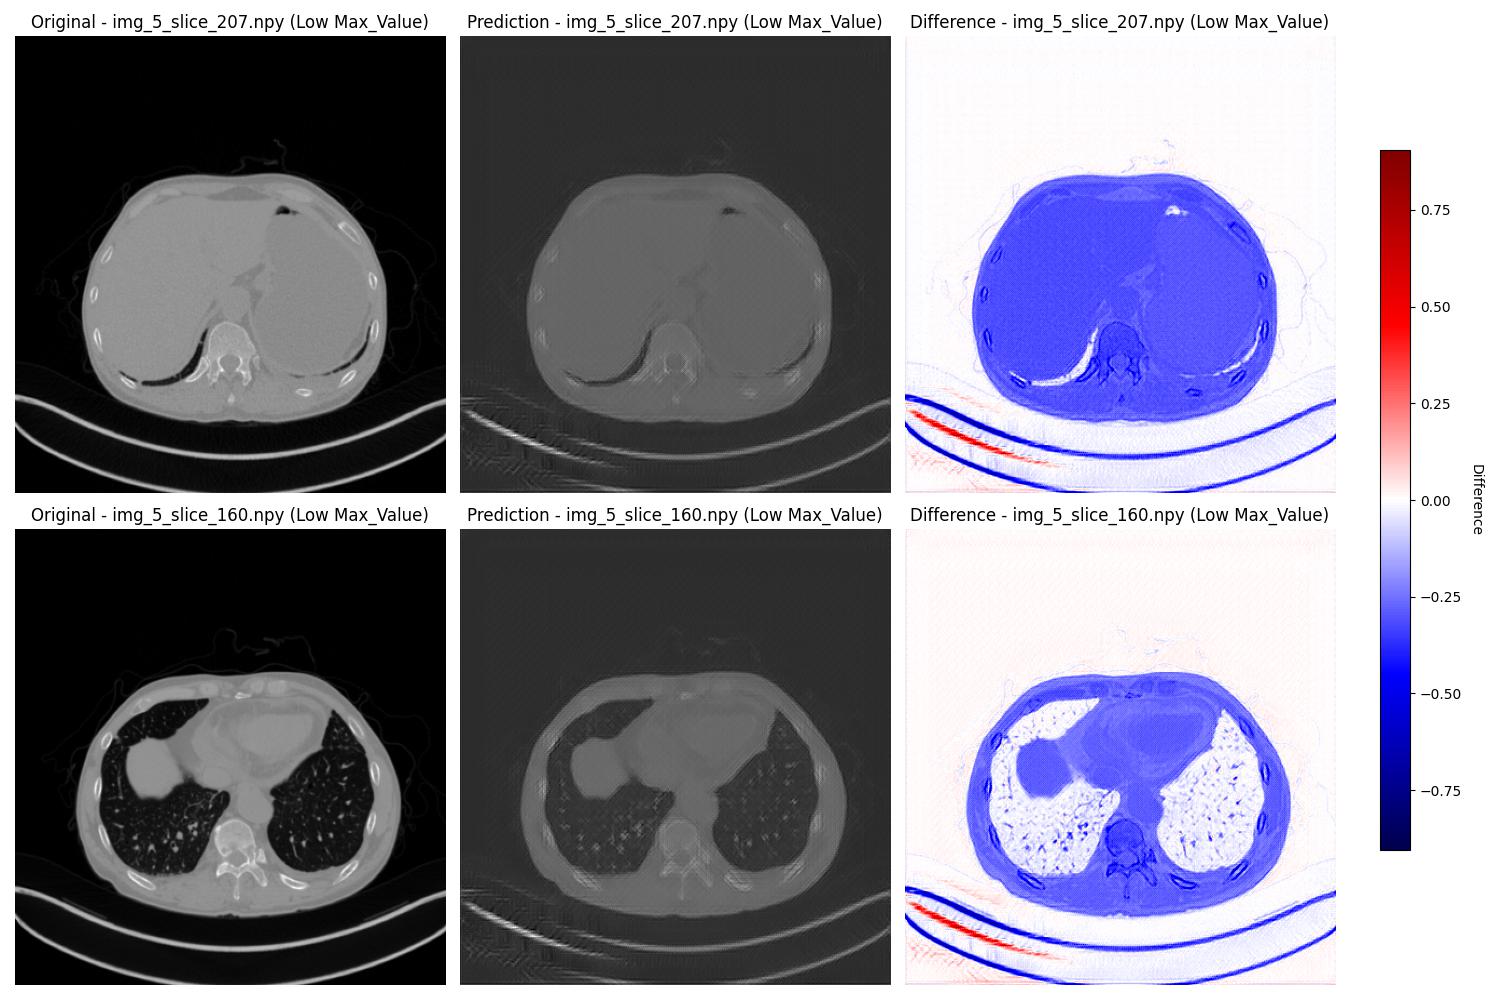 Original - img_5_slice_207.npy (Low Max_Value)
Prediction - img_5_slice_207.npy (Low Max_Value)
Difference - img_5_slice_207.npy (Low Max_Value)
Original - img_5_slice_160.npy (Low Max_Value)
Prediction - img_5_slice_160.npy (Low Max_Value)
Difference - img_5_slice_160.npy (Low Max_Value)
0.75
0.50
0.25
0.00
−0.25
−0.50
−0.75
Difference